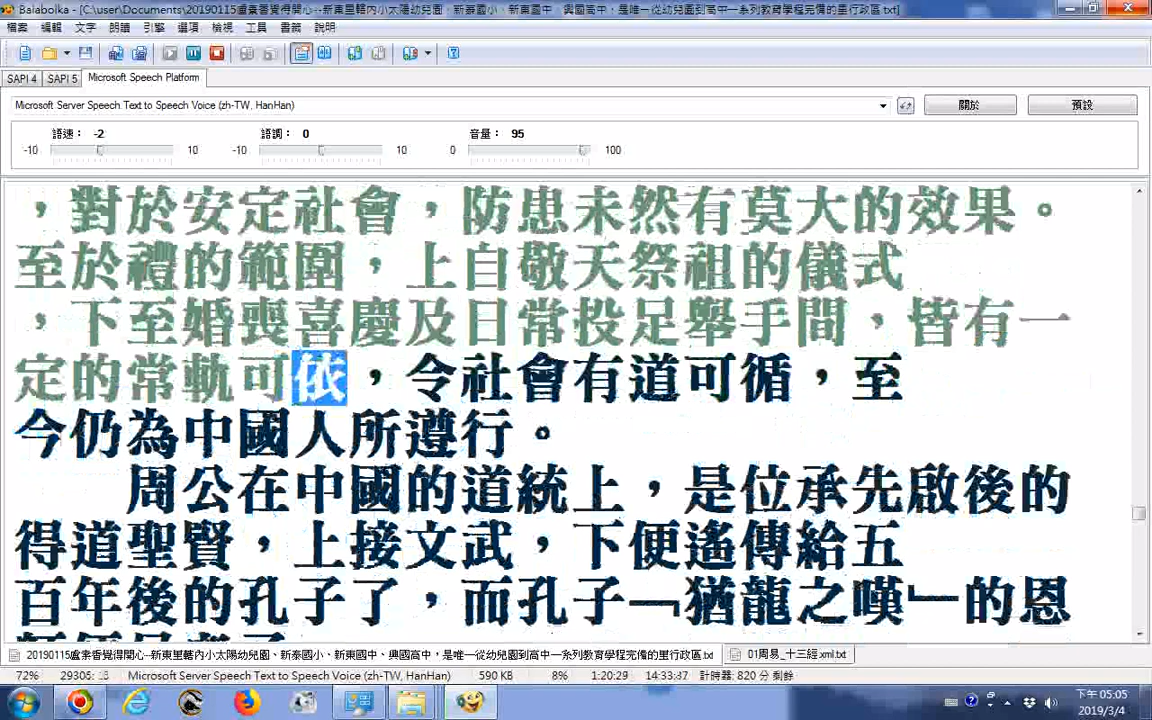 Balabolka - [C:\user\Documents\20190115盧素香覺得開心--新東里轄內小太陽幼兒園、新泰國小、新東國中、興國高中，是唯一從幼兒園到高中一系列教育學程完備的里行政區.txt]
檔案 編輯 文字 朗讀 引擎 選項 檢視 工具 書籤 說明
SAPI 4 SAPI 5 Microsoft Speech Platform
Microsoft Server Speech Text to Speech Voice (zh-TW, HanHan) 關於 預設
語速： -2 語調： 0 音量： 95
-10 10 -10 10 0 100
，對於安定社會，防患未然有莫大的效果。
至於禮的範圍，上自敬天祭祖的儀式
，下至婚喪喜慶及日常投足舉手間，皆有一
定的常軌可依，令社會有道可循，至
今仍為中國人所遵行。
周公在中國的道統上，是位承先啟後的
得道聖賢，上接文武，下便遙傳給五
百年後的孔子了，而孔子﹁猶龍之嘆﹂的恩
20190115盧素香覺得開心--新東里轄內小太陽幼兒園、新泰國小、新東國中、興國高中，是唯一從幼兒園到高中一系列教育學程完備的里行政區.txt 01周易_十三經.xml.txt
72% Microsoft Server Speech Text to Speech Voice (zh-TW, HanHan) 590 KB 8% 1:20:29 14:33:37 計時器: 820 分 剩餘
下午 05:05
2019/3/4